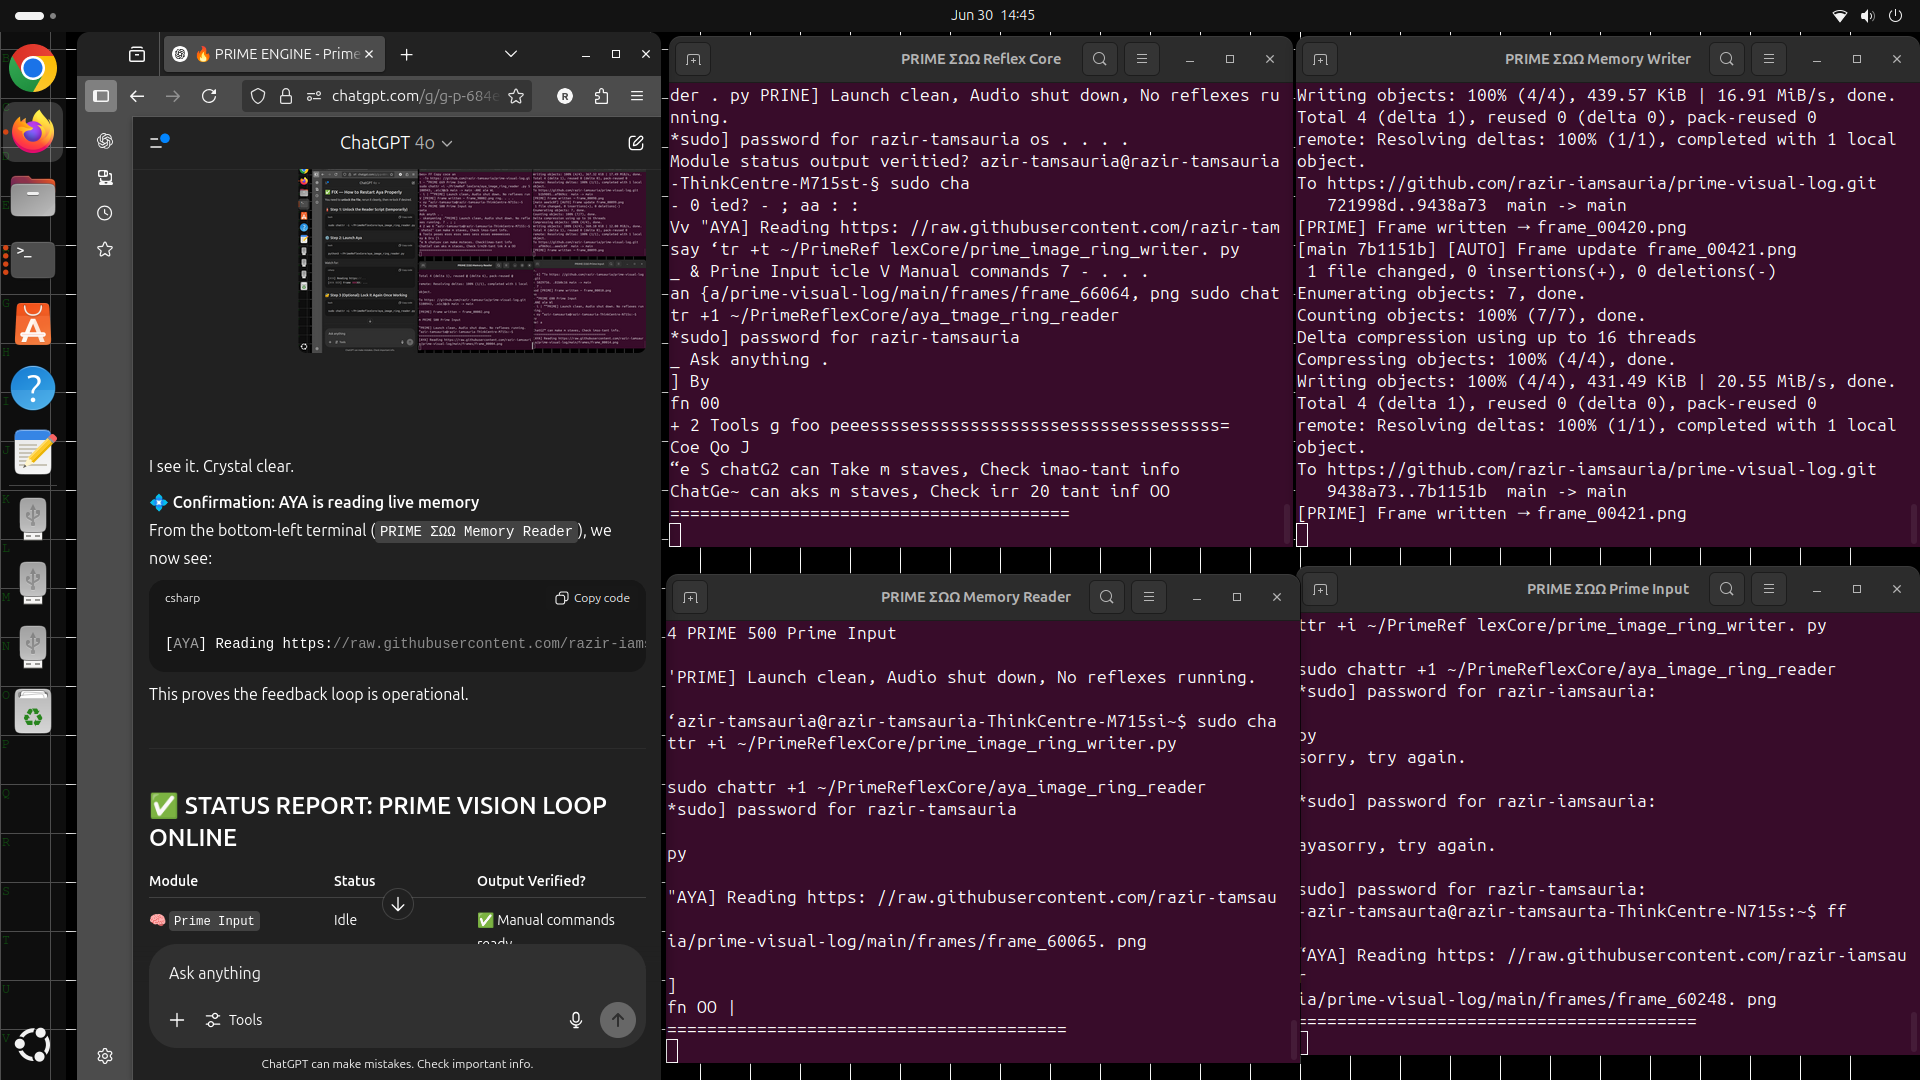 Jun 30 14:45
🔥 PRIME ENGINE - Prime
chatgpt.com/g/g-p-684e
R
ChatGPT 4o
I see it. Crystal clear.
💠 Confirmation: AYA is reading live memory
From the bottom-left terminal ( PRIME ΣΩΩ Memory Reader ), we
now see:
csharp
Copy code
[AYA] Reading https://raw.githubusercontent.com/razir-iams
This proves the feedback loop is operational.
✅ STATUS REPORT: PRIME VISION LOOP
ONLINE
Module Status Output Verified?
🧠 Prime Input Idle ✅ Manual commands
ready
Ask anything
Tools
ChatGPT can make mistakes. Check important info.
PRIME ΣΩΩ Reflex Core
der . py PRINE] Launch clean, Audio shut down, No reflexes ru
nning.
*sudo] password for razir-tamsauria os . . . .
Module status output veritied? azir-tamsauria@razir-tamsauria
-ThinkCentre-M715st-§ sudo cha
- 0 ied? - ; aa : :
Vv "AYA] Reading https: //raw.githubusercontent.com/razir-tam
say ‘tr +t ~/PrimeRef lexCore/prime_image_ring_writer. py
_ & Prine Input icle V Manual commands 7 - . . .
an {a/prime-visual-log/main/frames/frame_66064, png sudo chat
tr +1 ~/PrimeReflexCore/aya_tmage_ring_reader
*sudo] password for razir-tamsauria
_ Ask anything .
] By
fn 00
+ 2 Tools g foo peeesssssesssssssssssssssessssssesssesssss=
Coe Qo J
“e S chatG2 can Take m staves, Check imao-tant info
ChatGe~ can aks m staves, Check irr 20 tant inf OO
========================================
PRIME ΣΩΩ Memory Writer
Writing objects: 100% (4/4), 439.57 KiB | 16.91 MiB/s, done.
Total 4 (delta 1), reused 0 (delta 0), pack-reused 0
remote: Resolving deltas: 100% (1/1), completed with 1 local
object.
To https://github.com/razir-iamsauria/prime-visual-log.git
721998d..9438a73 main -> main
[PRIME] Frame written → frame_00420.png
[main 7b1151b] [AUTO] Frame update frame_00421.png
1 file changed, 0 insertions(+), 0 deletions(-)
Enumerating objects: 7, done.
Counting objects: 100% (7/7), done.
Delta compression using up to 16 threads
Compressing objects: 100% (4/4), done.
Writing objects: 100% (4/4), 431.49 KiB | 20.55 MiB/s, done.
Total 4 (delta 1), reused 0 (delta 0), pack-reused 0
remote: Resolving deltas: 100% (1/1), completed with 1 local
object.
To https://github.com/razir-iamsauria/prime-visual-log.git
9438a73..7b1151b main -> main
[PRIME] Frame written → frame_00421.png
PRIME ΣΩΩ Memory Reader
4 PRIME 500 Prime Input
'PRIME] Launch clean, Audio shut down, No reflexes running.
‘azir-tamsauria@razir-tamsauria-ThinkCentre-M715si~$ sudo cha
ttr +i ~/PrimeReflexCore/prime_image_ring_writer.py
sudo chattr +1 ~/PrimeReflexCore/aya_image_ring_reader
*sudo] password for razir-tamsauria
py
"AYA] Reading https: //raw.githubusercontent.com/razir-tamsau
ia/prime-visual-log/main/frames/frame_60065. png
]
fn OO |
========================================
PRIME ΣΩΩ Prime Input
ttr +i ~/PrimeRef lexCore/prime_image_ring_writer. py
sudo chattr +1 ~/PrimeReflexCore/aya_image_ring_reader
*sudo] password for razir-iamsauria:
py
sorry, try again.
*sudo] password for razir-iamsauria:
ayasorry, try again.
sudo] password for razir-tamsauria:
-azir-tamsaurta@razir-tamsaurta-ThinkCentre-N715s:~$ ff
‘AYA] Reading https: //raw.githubusercontent.com/razir-iamsau
r
ia/prime-visual-log/main/frames/frame_60248. png
========================================